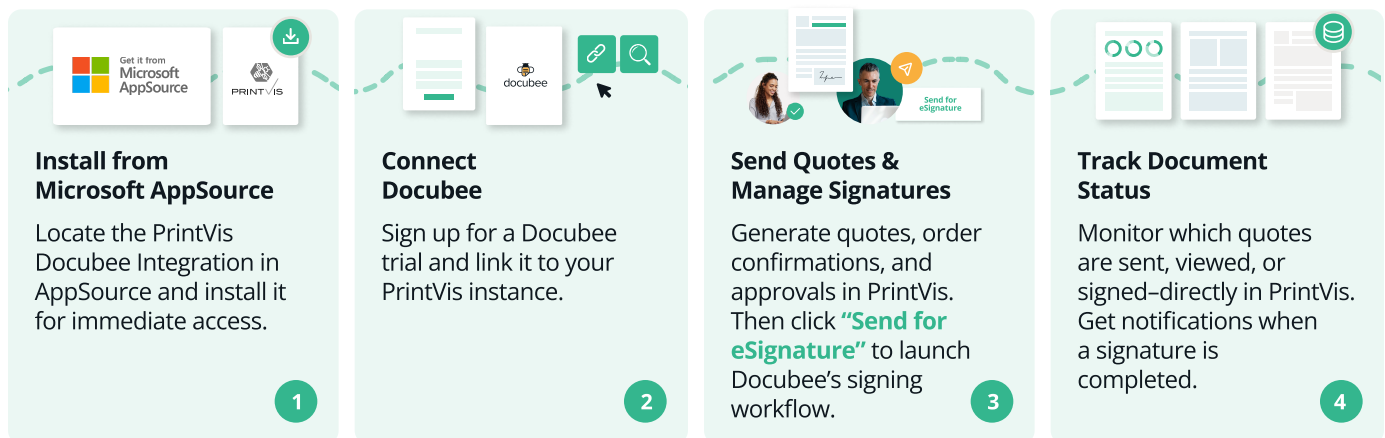 Get it from
Microsoft
AppSource
PRINTVIS
Install from
Microsoft AppSource
Locate the PrintVis
Docubee Integration in
AppSource and install it
for immediate access.
1
docubee
Connect
Docubee
Sign up for a Docubee
trial and link it to your
PrintVis instance.
2
Send for
eSignature
Send Quotes &
Manage Signatures
Generate quotes, order
confirmations, and
approvals in PrintVis.
Then click “Send for
eSignature” to launch
Docubee’s signing
workflow.
3
Track Document
Status
Monitor which quotes
are sent, viewed, or
signed–directly in PrintVis.
Get notifications when
a signature is
completed.
4